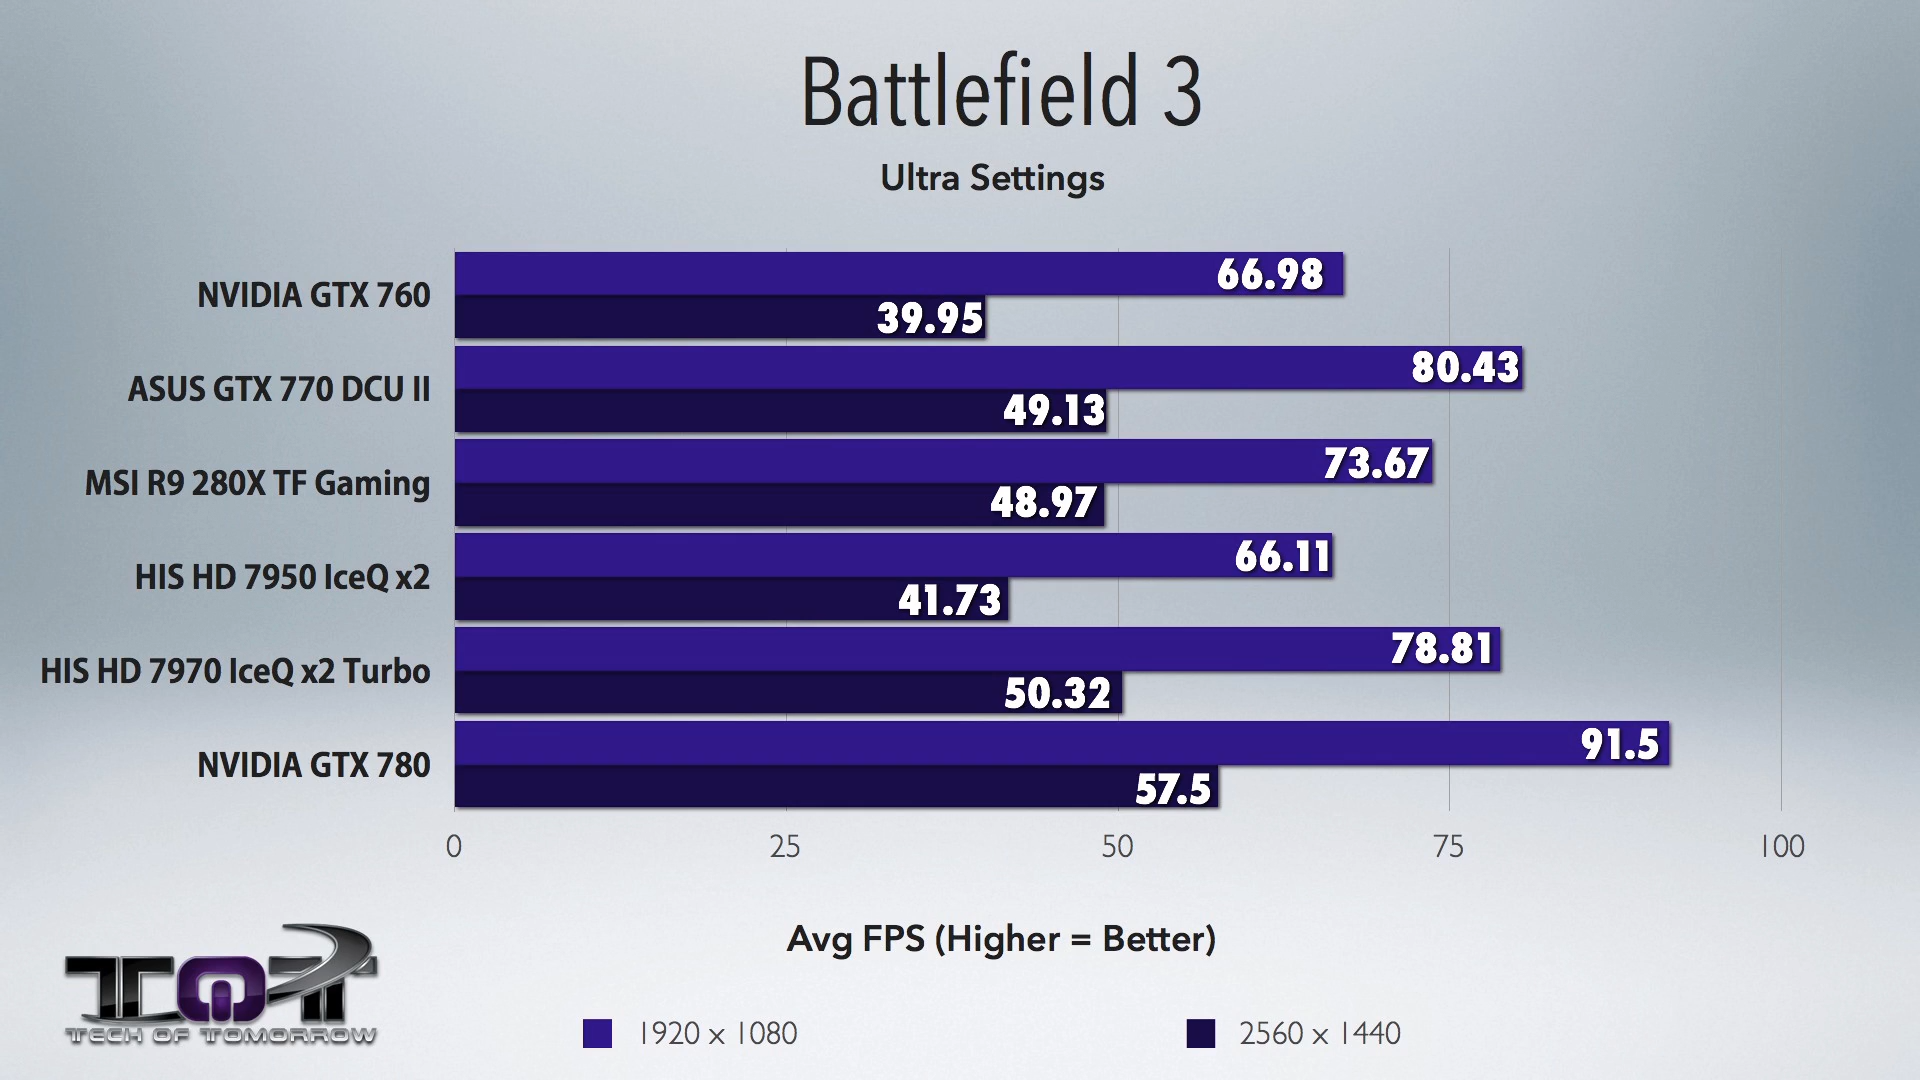 Battlefield 3
Ultra Settings
NVIDIA GTX 760
66.98
39.95
ASUS GTX 770 DCU II
80.43
49.13
MSI R9 280X TF Gaming
73.67
48.97
HIS HD 7950 IceQ x2
66.11
41.73
HIS HD 7970 IceQ x2 Turbo
78.81
50.32
NVIDIA GTX 780
91.5
57.5
0 25 50 75 100
Avg FPS (Higher = Better)
TOT
TECH OF TOMORROW
1920 x 1080 2560 x 1440